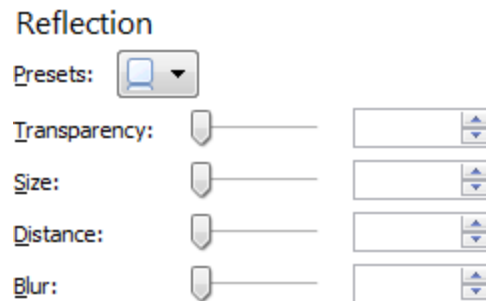 Reflection
Presets:
Transparency:
Size:
Distance:
Blur: